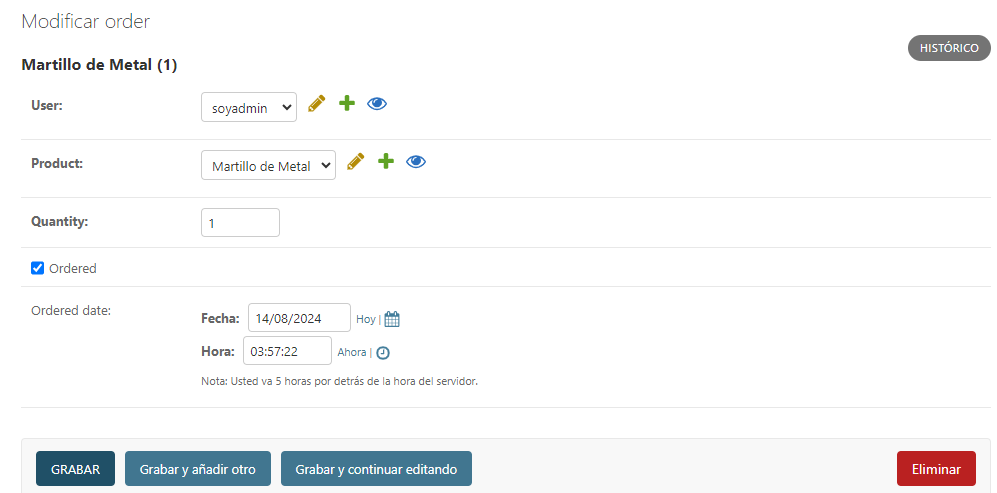 Modificar order
HISTÓRICO
Martillo de Metal (1)
User: soyadmin
Product: Martillo de Metal
Quantity: 1
Ordered
Ordered date:
Fecha: 14/08/2024 Hoy |
Hora: 03:57:22 Ahora |
Nota: Usted va 5 horas por detrás de la hora del servidor.
GRABAR Grabar y añadir otro Grabar y continuar editando Eliminar